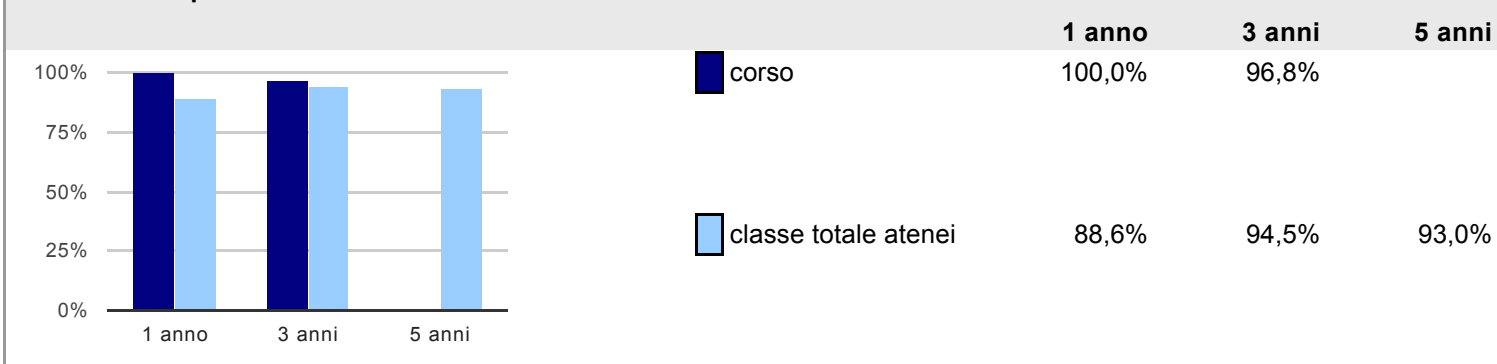 1 anno 3 anni 5 anni
100%
75%
50%
25%
0%
1 anno 3 anni 5 anni
corso 100,0% 96,8%
classe totale atenei 88,6% 94,5% 93,0%